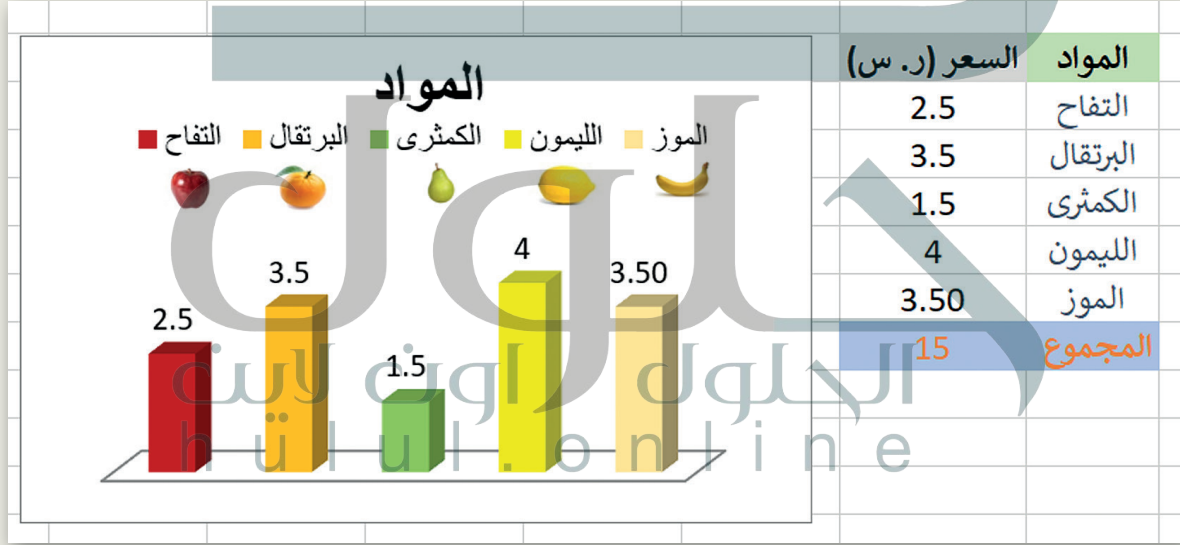 المواد السعر (ر. س)
التفاح 2.5
البرتقال 3.5
الكمثرى 1.5
الليمون 4
الموز 3.50
المجموع 15
المواد
الموز الليمون الكمثرى البرتقال التفاح
2.5 3.5 1.5 4 3.50
حلول
الحلول اون لاين
hulul.online